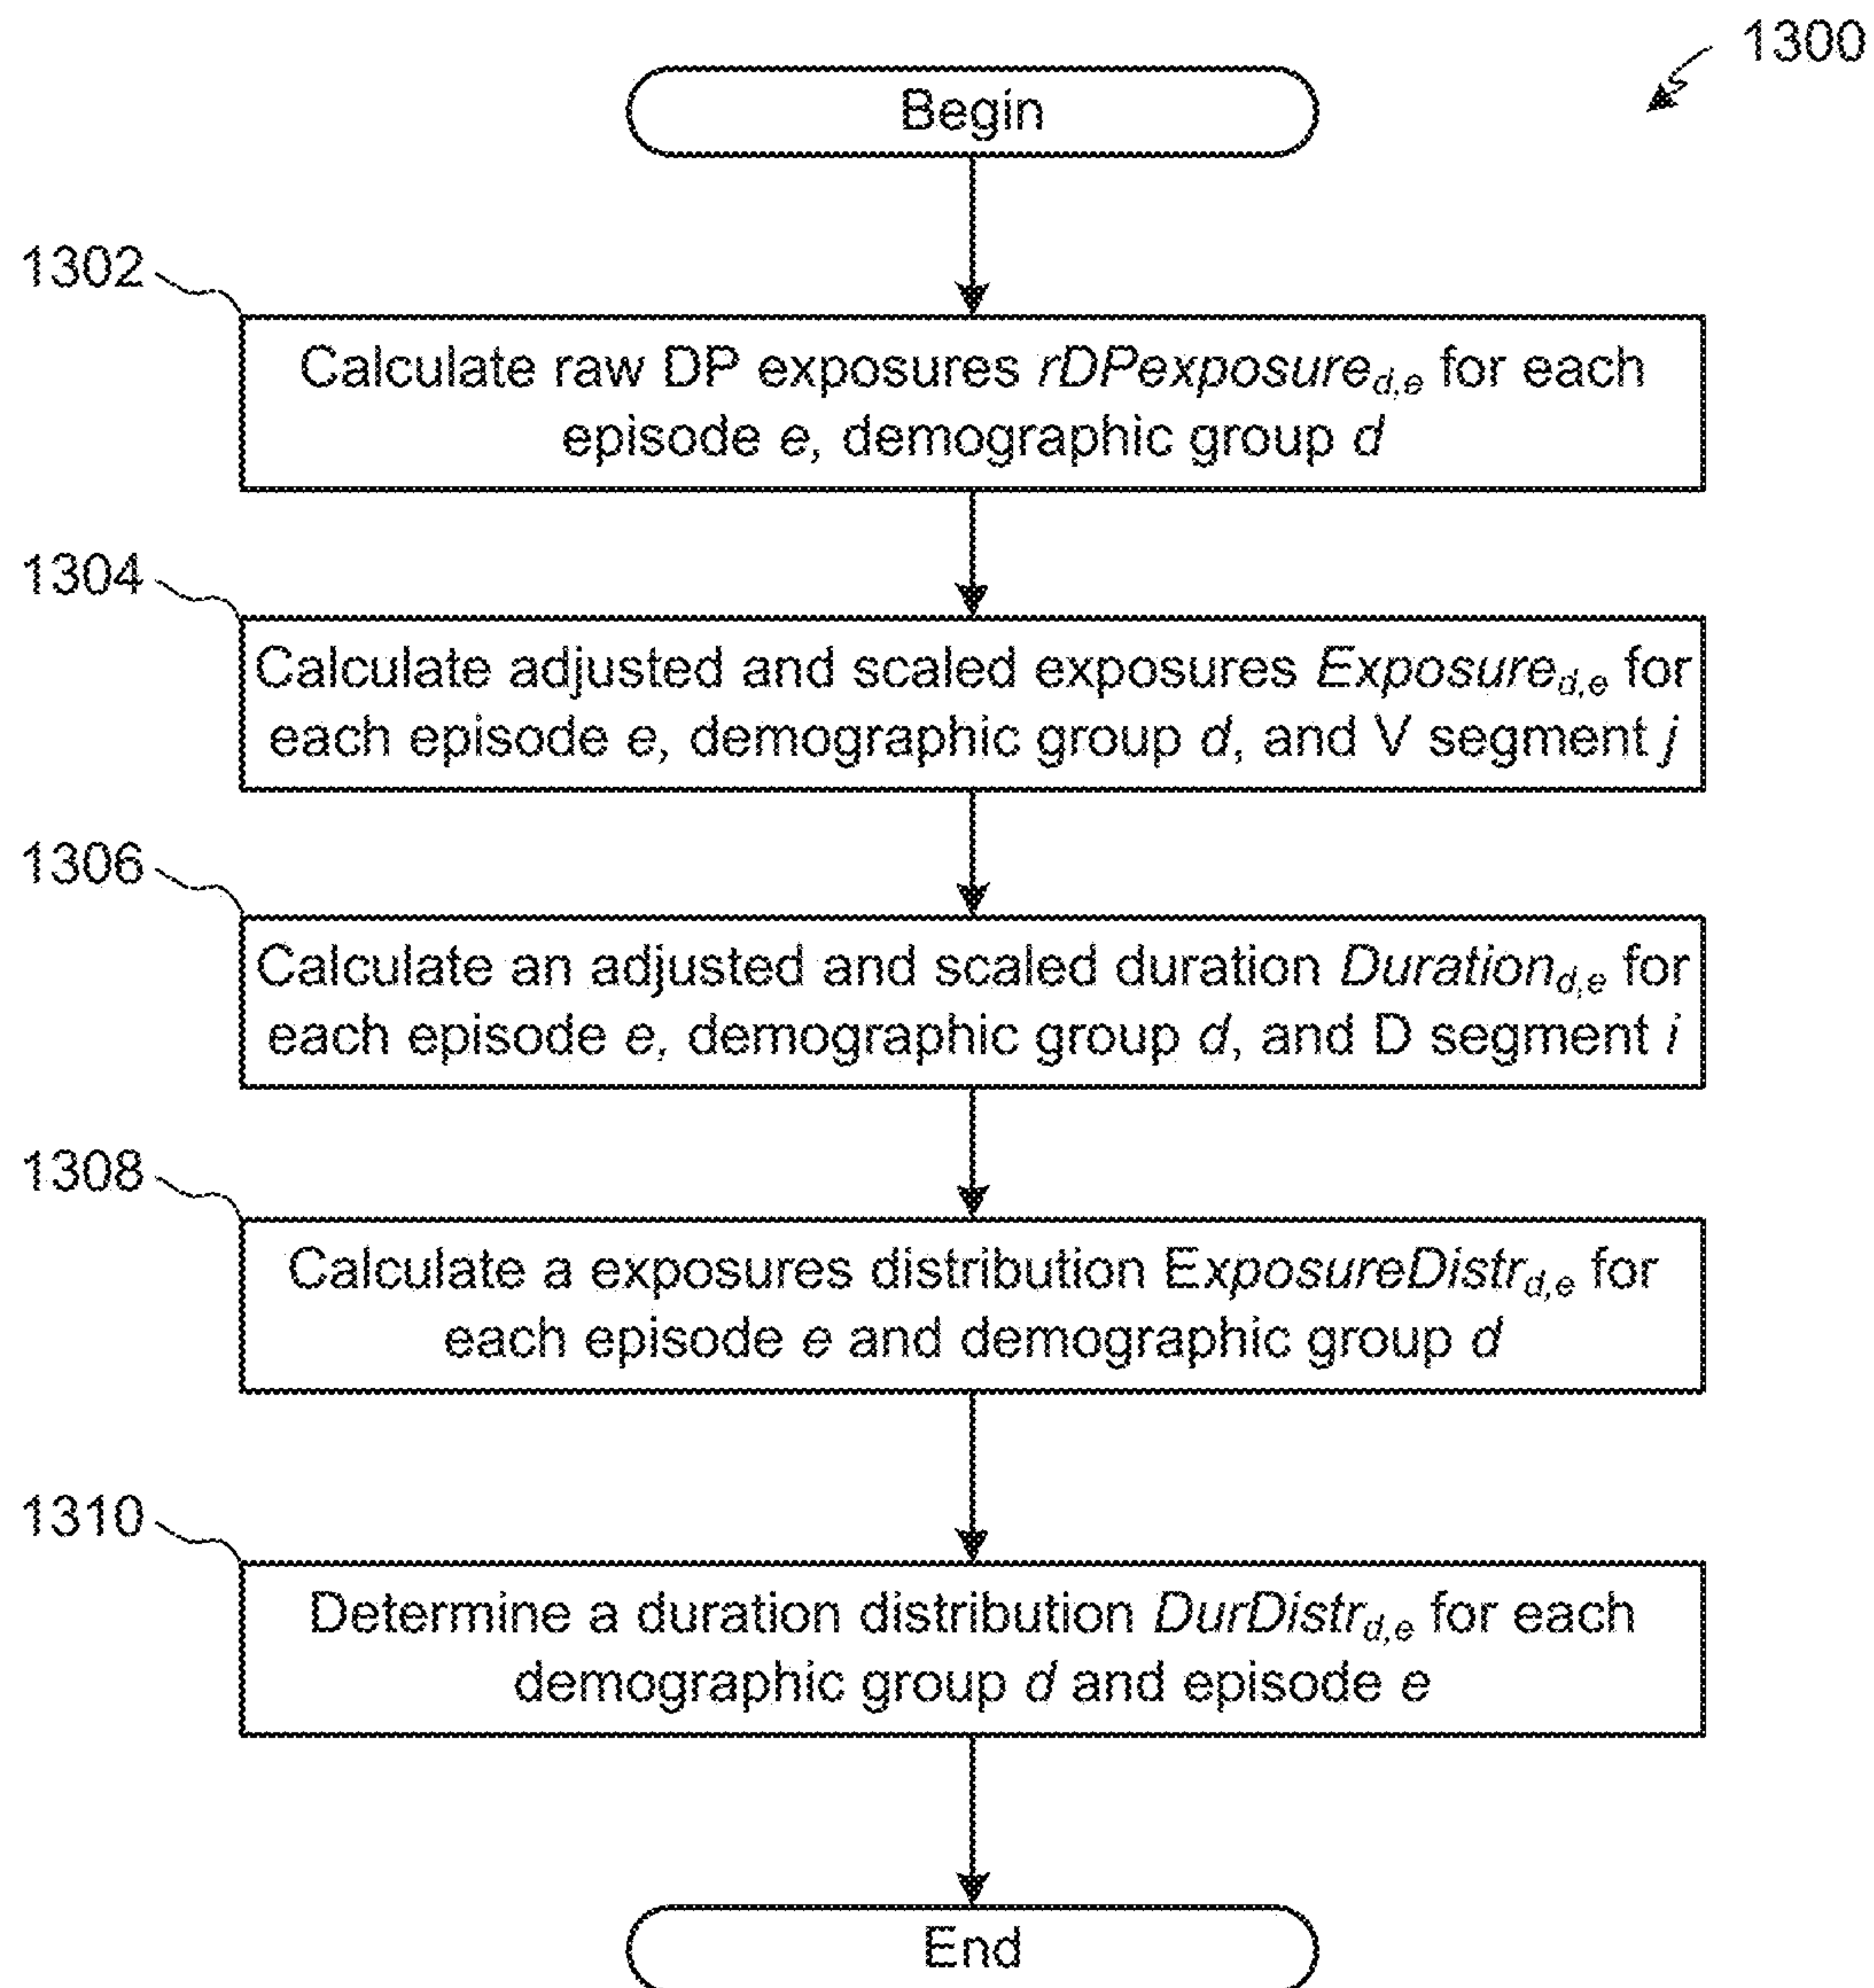 1300
Begin
1302
Calculate raw DP exposures rDPexposured,e for each
episode e, demographic group d
1304
Calculate adjusted and scaled exposures Exposured,e for
each episode e, demographic group d, and V segment j
1306
Calculate an adjusted and scaled duration Durationd,e for
each episode e, demographic group d, and D segment i
1308
Calculate a exposures distribution ExposureDistrd,e for
each episode e and demographic group d
1310
Determine a duration distribution DurDistrd,e for each
demographic group d and episode e
End